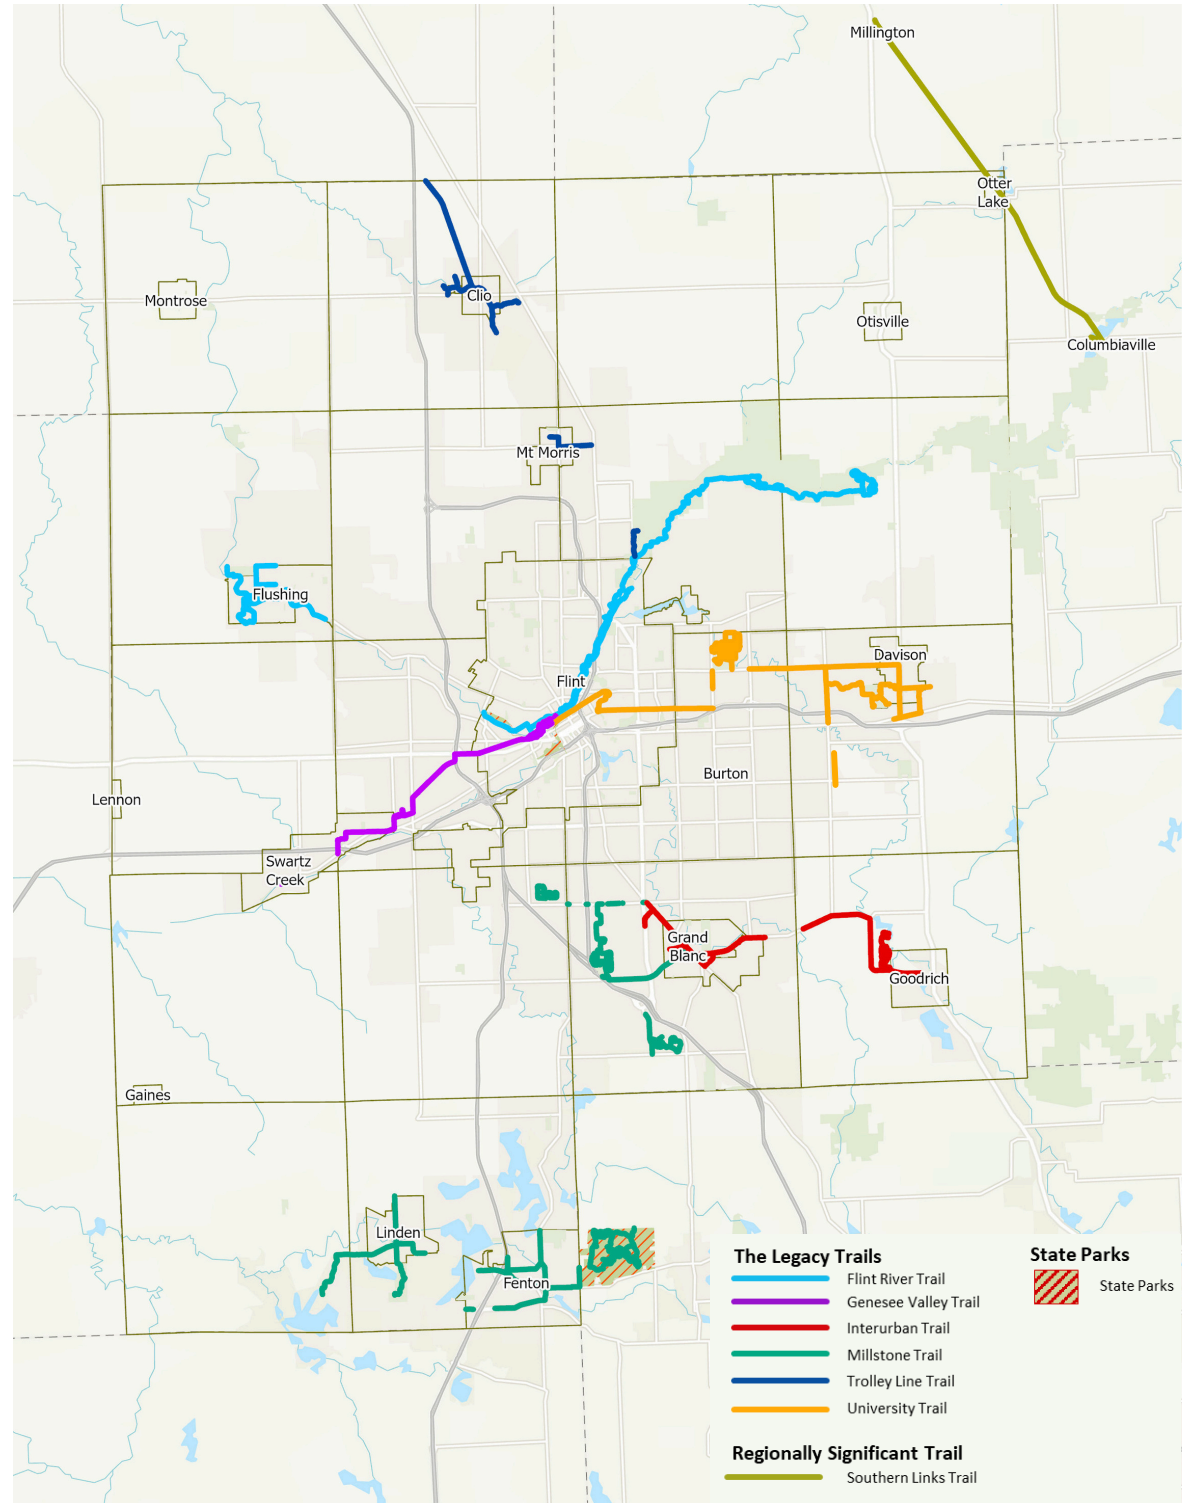 Millington
Otter
Lake
Montrose
Clio
Otisville
Columbiaville
Mt Morris
Flushing
Davison
Flint
Burton
Lennon
Swartz
Creek
Grand
Blanc
Goodrich
Gaines
Linden
Fenton
The Legacy Trails
Flint River Trail
Genesee Valley Trail
Interurban Trail
Millstone Trail
Trolley Line Trail
University Trail
Regionally Significant Trail
Southern Links Trail
State Parks
State Parks